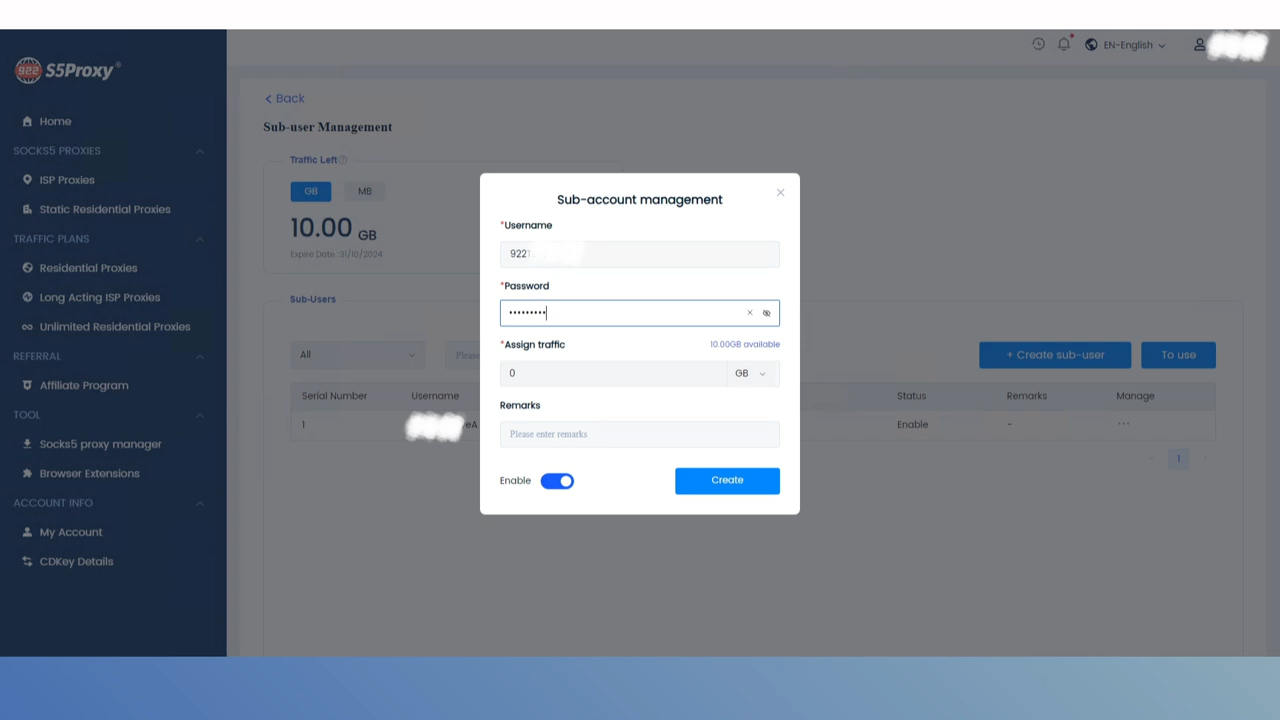 922 S5Proxy®
EN-English
Home
SOCKS5 PROXIES
ISP Proxies
Static Residential Proxies
TRAFFIC PLANS
Residential Proxies
Long Acting ISP Proxies
Unlimited Residential Proxies
REFERRAL
Affiliate Program
TOOL
Socks5 proxy manager
Browser Extensions
ACCOUNT INFO
My Account
CDKey Details
Back
Sub-user Management
Traffic Left
GB MB
10.00 GB
Expire Date :31/10/2024
Sub-Users
All
+ Create sub-user To use
Serial Number Username Status Remarks Manage
1 eA Enable - ···
1
Sub-account management
*Username
922
*Password
•••••••••
*Assign traffic 10.00GB available
0 GB
Remarks
Please enter remarks
Enable Create